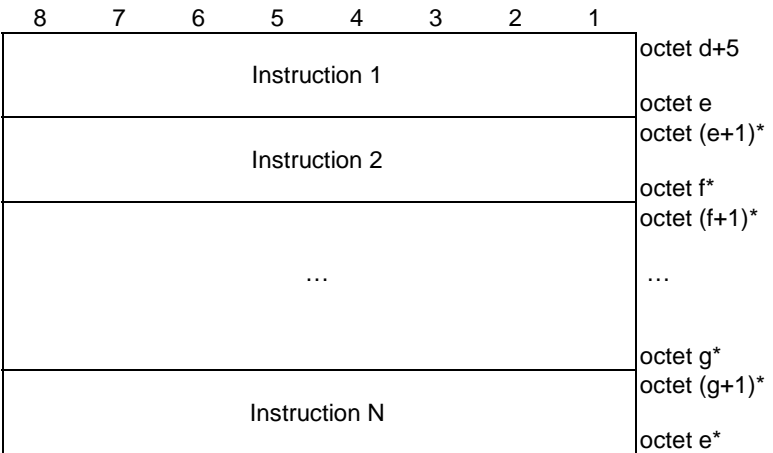 8 7 6 5 4 3 2 1
octet d+5
Instruction 1
octet e
octet (e+1)*
Instruction 2
octet f*
octet (f+1)*
… …
octet g*
octet (g+1)*
Instruction N
octet e*